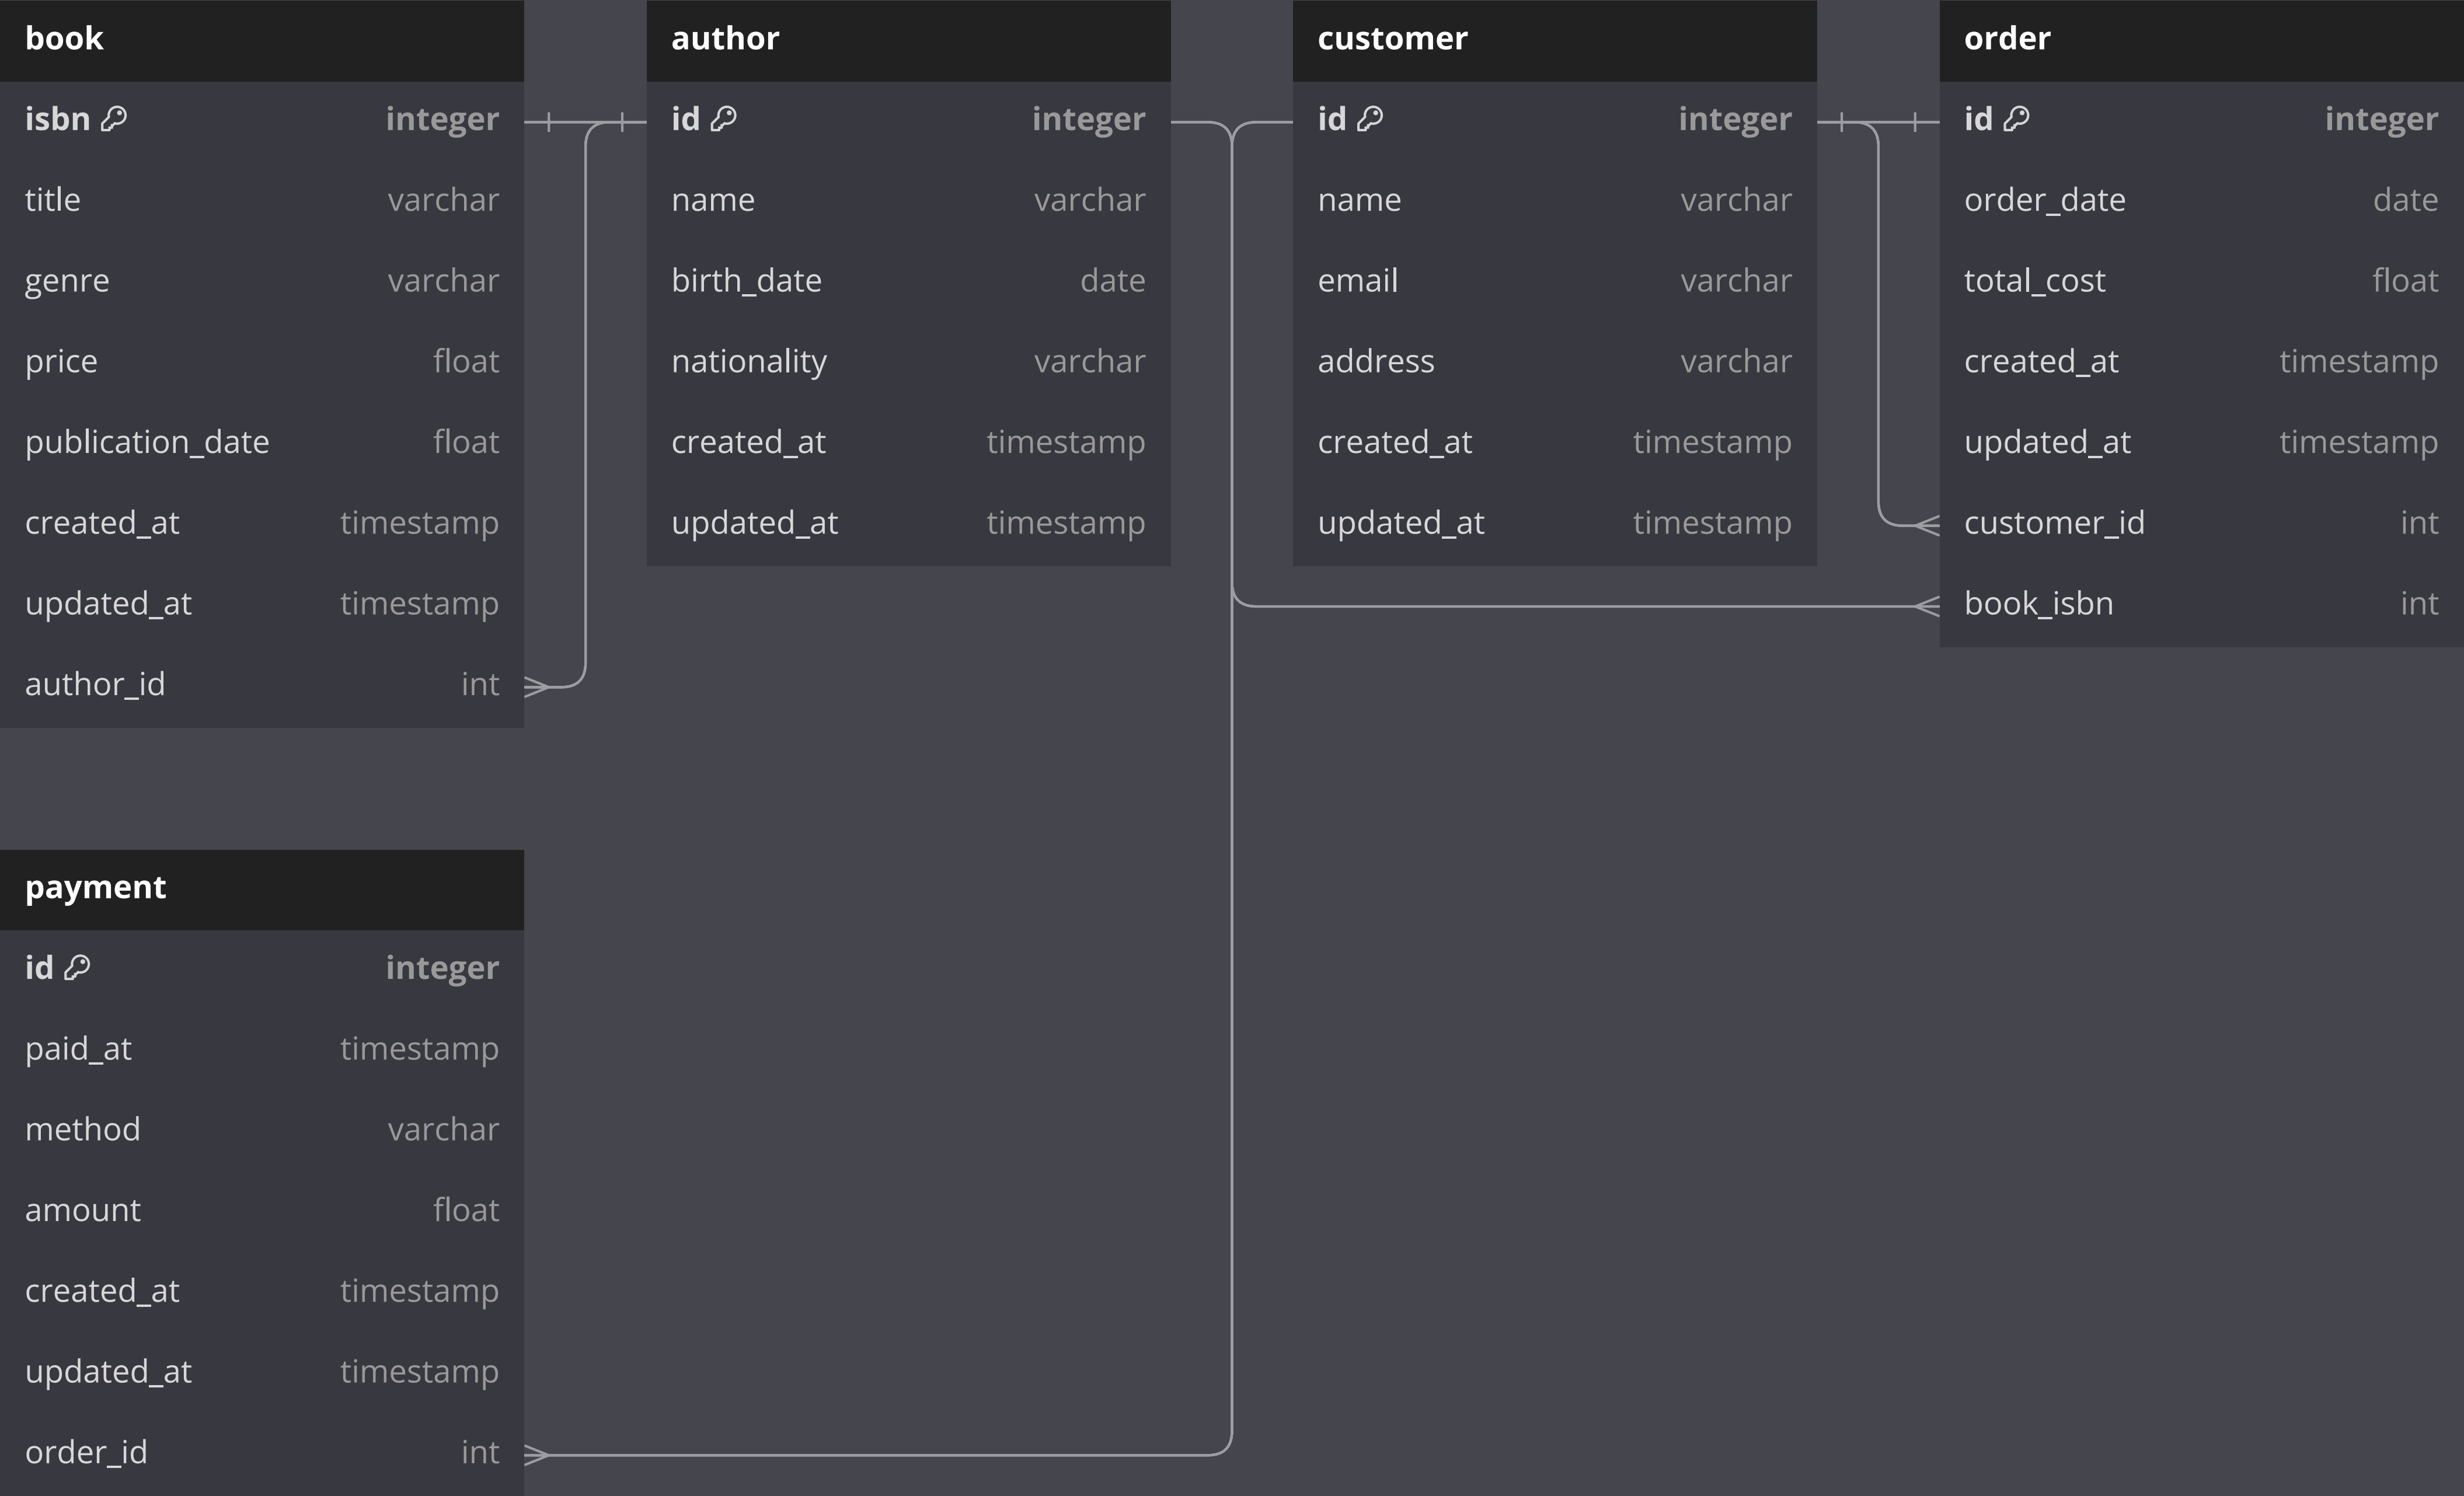 book
isbn integer
title varchar
genre varchar
price float
publication_date float
created_at timestamp
updated_at timestamp
author_id int
author
id integer
name varchar
birth_date date
nationality varchar
created_at timestamp
updated_at timestamp
customer
id integer
name varchar
email varchar
address varchar
created_at timestamp
updated_at timestamp
order
id integer
order_date date
total_cost float
created_at timestamp
updated_at timestamp
customer_id int
book_isbn int
payment
id integer
paid_at timestamp
method varchar
amount float
created_at timestamp
updated_at timestamp
order_id int